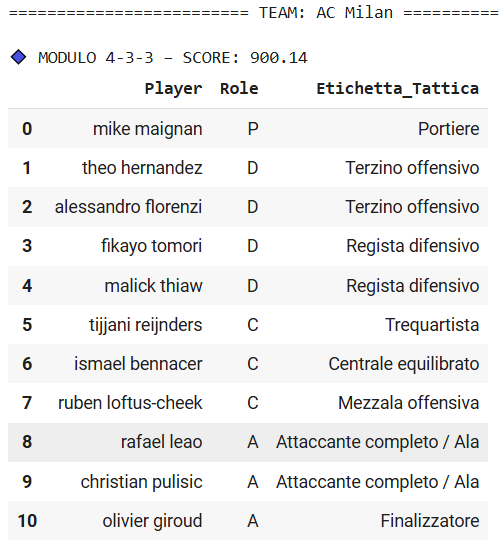 ========================= TEAM: AC Milan ==========
MODULO 4-3-3 – SCORE: 900.14
Player Role Etichetta_Tattica
0 mike maignan P Portiere
1 theo hernandez D Terzino offensivo
2 alessandro florenzi D Terzino offensivo
3 fikayo tomori D Regista difensivo
4 malick thiaw D Regista difensivo
5 tijjani reijnders C Trequartista
6 ismael bennacer C Centrale equilibrato
7 ruben loftus-cheek C Mezzala offensiva
8 rafael leao A Attaccante completo / Ala
9 christian pulisic A Attaccante completo / Ala
10 olivier giroud A Finalizzatore